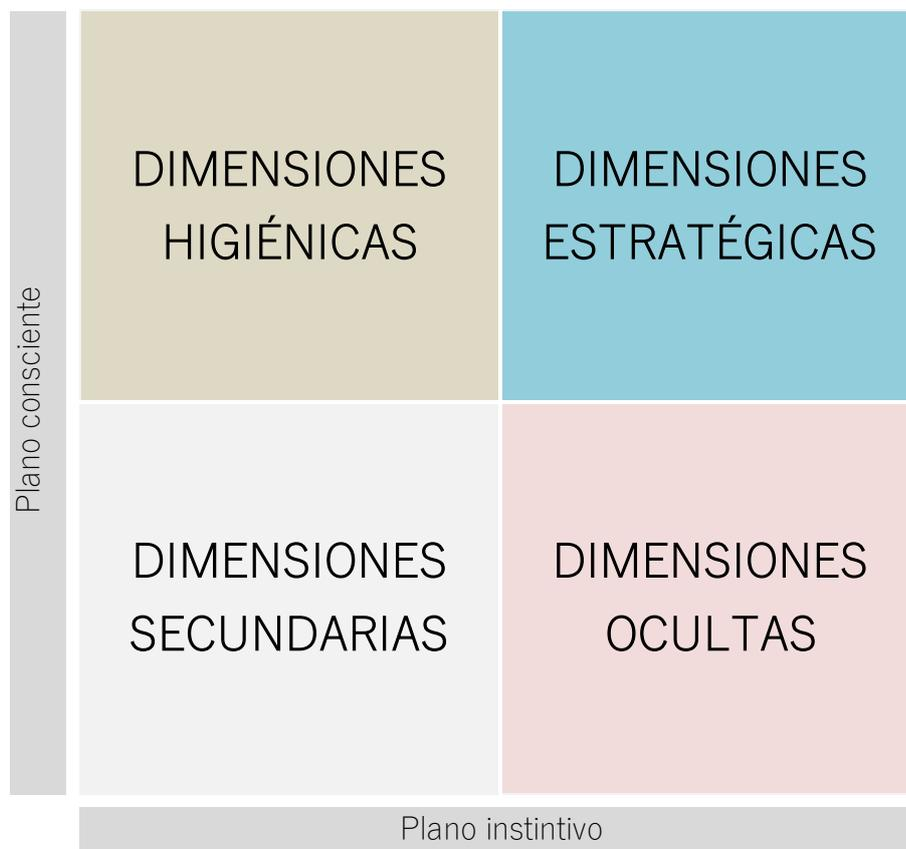 Plano consciente
DIMENSIONES
HIGIÉNICAS
DIMENSIONES
ESTRATÉGICAS
DIMENSIONES
SECUNDARIAS
DIMENSIONES
OCULTAS
Plano instintivo